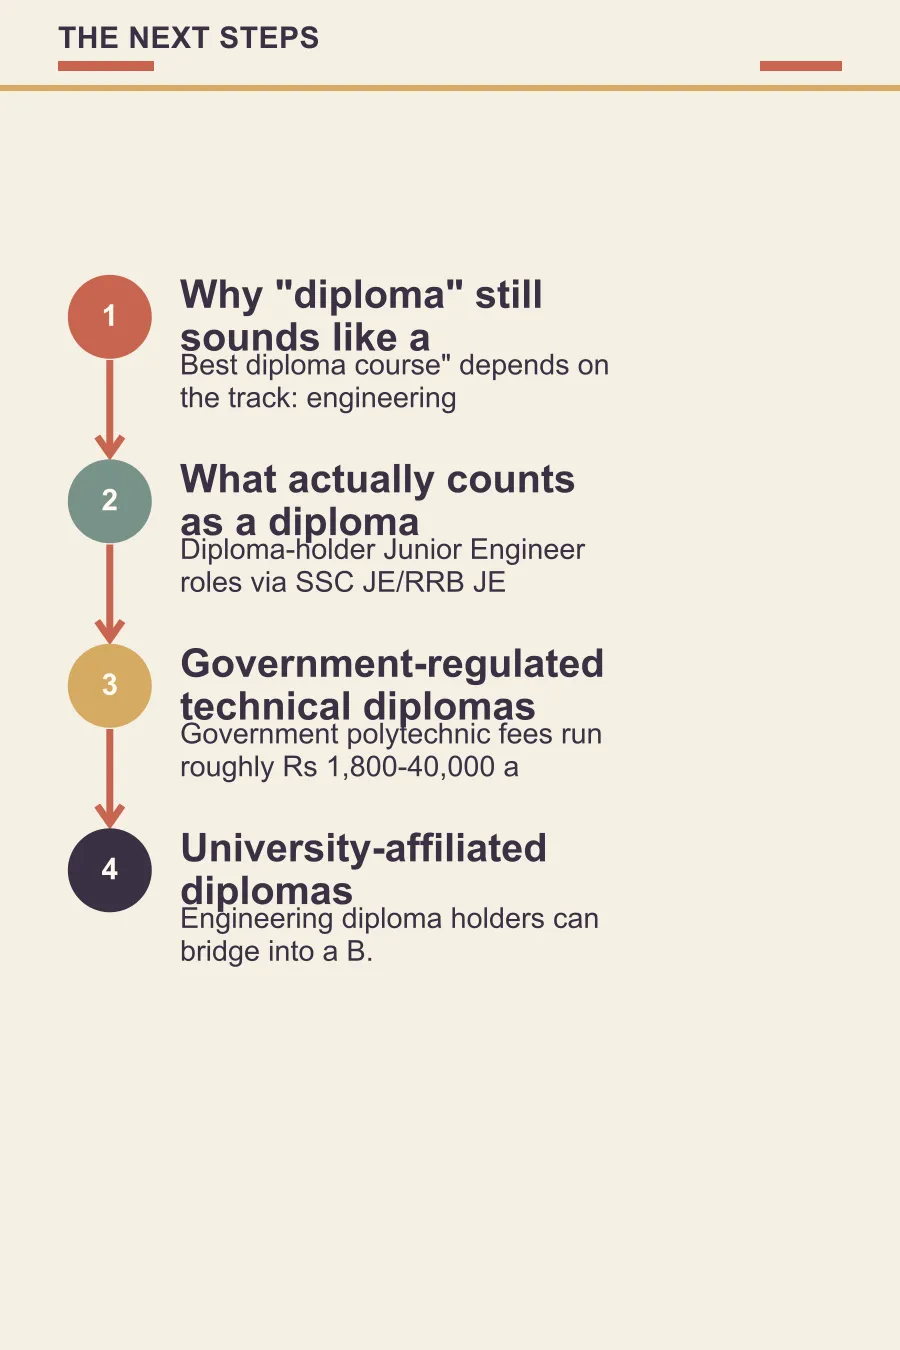 THE NEXT STEPS
1
Why "diploma" still
sounds like a
Best diploma course" depends on
the track: engineering
2
What actually counts
as a diploma
Diploma-holder Junior Engineer
roles via SSC JE/RRB JE
3
Government-regulated
technical diplomas
Government polytechnic fees run
roughly Rs 1,800-40,000 a
4
University-affiliated
diplomas
Engineering diploma holders can
bridge into a B.